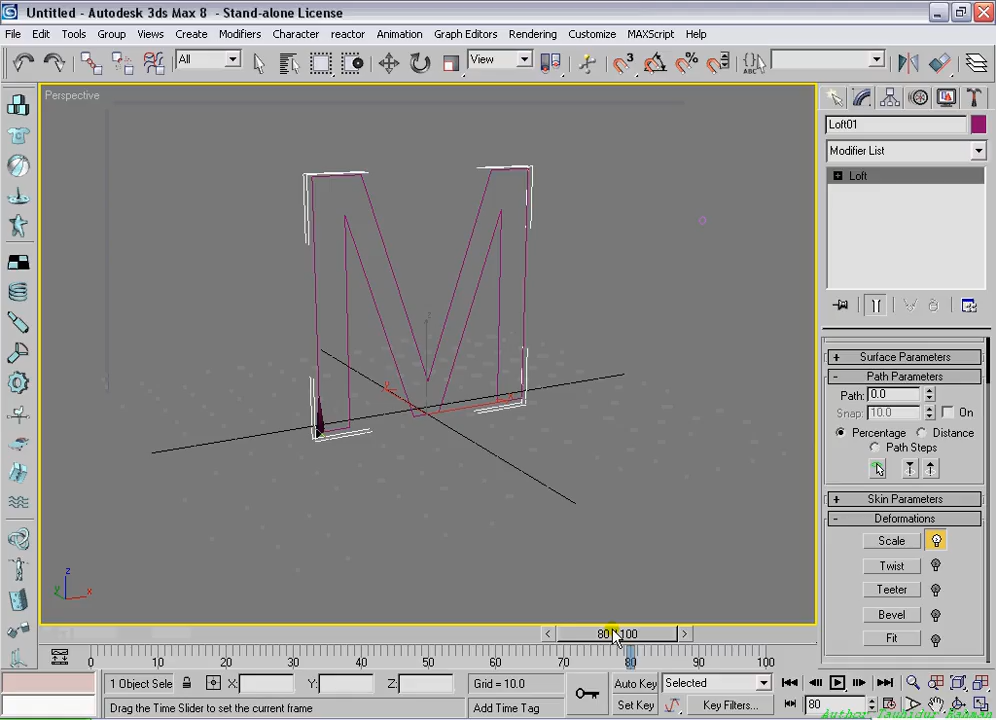 Untitled - Autodesk 3ds Max 8 - Stand-alone License
File Edit Tools Group Views Create Modifiers Character reactor Animation Graph Editors Rendering Customize MAXScript Help
All View ABC
Perspective
Loft01
Modifier List
Loft
Surface Parameters
Path Parameters
Path: 0.0
Snap: 10.0 On
Percentage Distance
Path Steps
Skin Parameters
Deformations
Scale
Twist
Teeter
Bevel
Fit
z
y x
x
80 / 100
0 10 20 30 40 50 60 70 80 90 100
1 Object Sele X: Y: Z: Grid = 10.0 Auto Key Selected
Drag the Time Slider to set the current frame Add Time Tag Set Key Key Filters... 80
Author Tauhidur Rahman